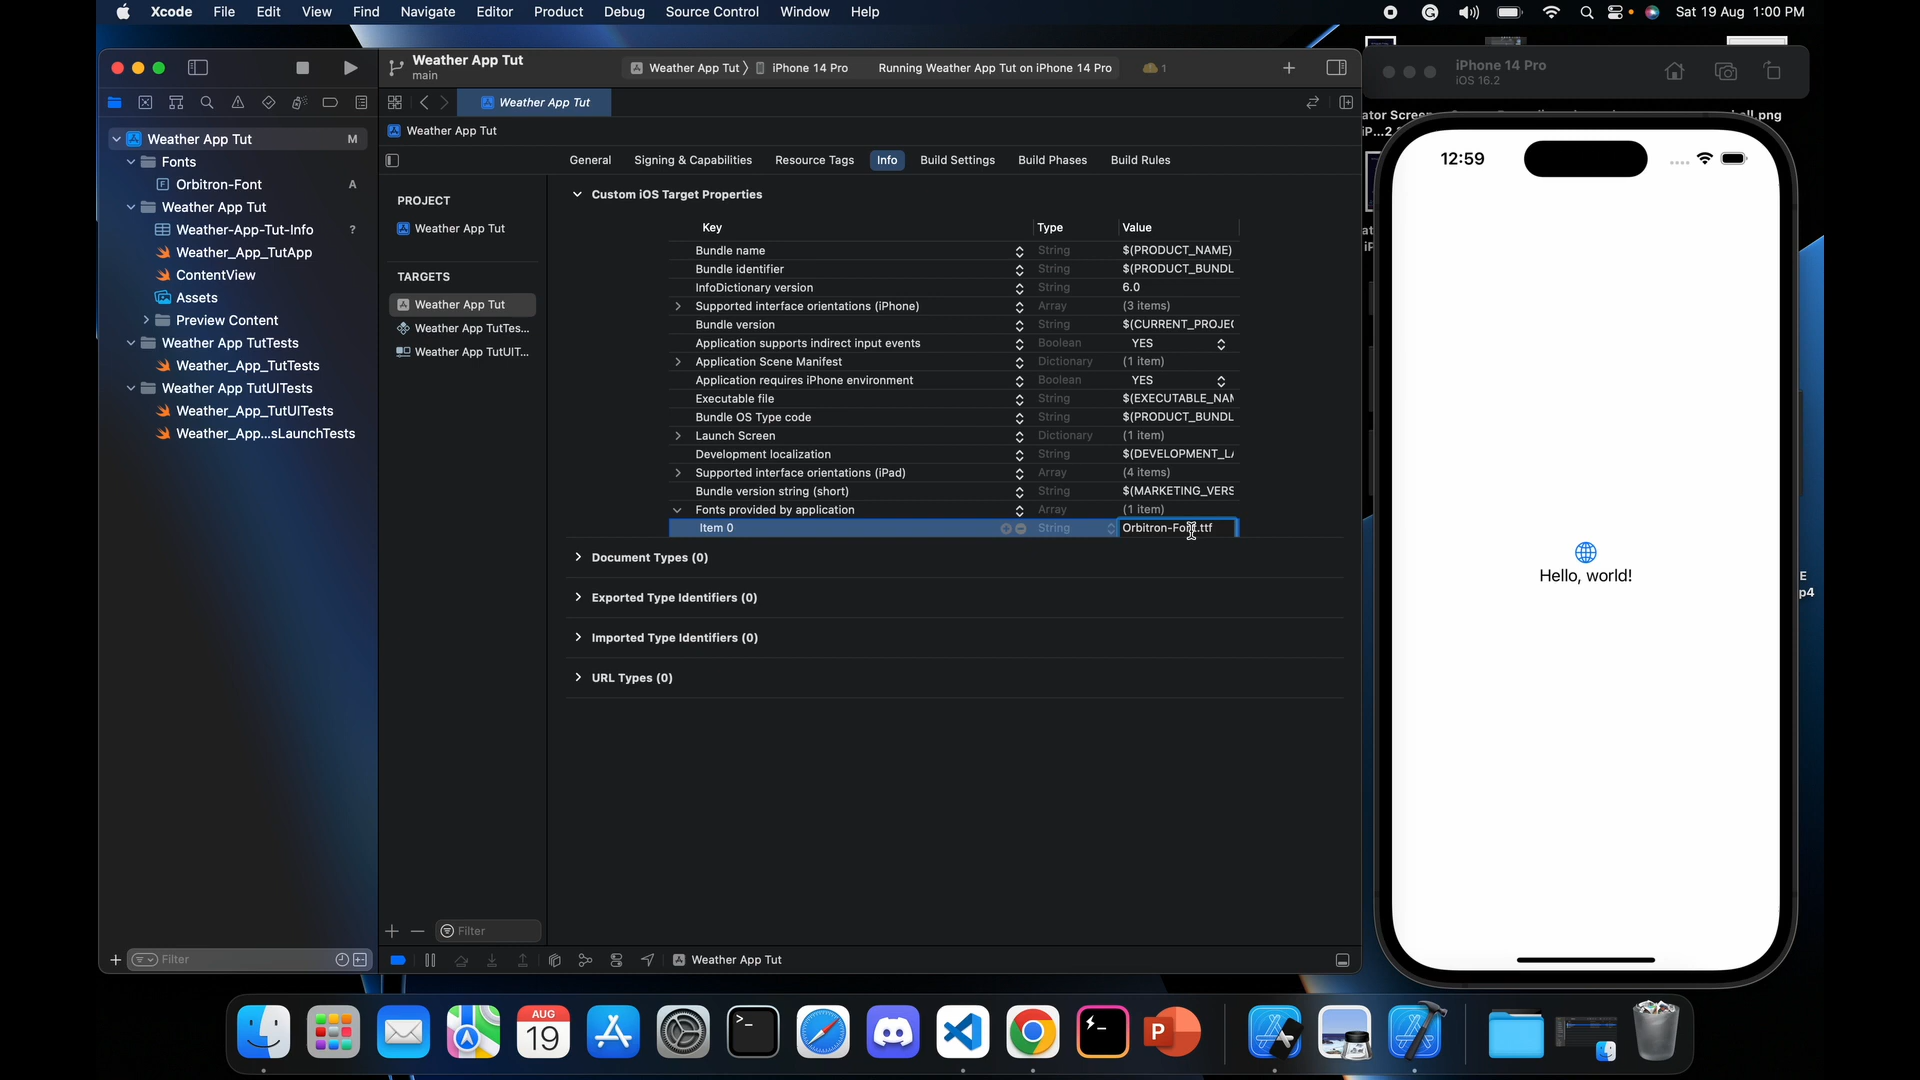 Xcode File Edit View Find Navigate Editor Product Debug Source Control Window Help Sat 19 Aug 1:00 PM
Weather App Tut
main
Weather App Tut iPhone 14 Pro Running Weather App Tut on iPhone 14 Pro 1
Weather App Tut
Weather App Tut
Weather App Tut M
Fonts
Orbitron-Font A
Weather App Tut
Weather-App-Tut-Info ?
Weather_App_TutApp
ContentView
Assets
Preview Content
Weather App TutTests
Weather_App_TutTests
Weather App TutUITests
Weather_App_TutUITests
Weather_App...sLaunchTests
Filter
General Signing & Capabilities Resource Tags Info Build Settings Build Phases Build Rules
PROJECT
Weather App Tut
TARGETS
Weather App Tut
Weather App TutTes...
Weather App TutUIT...
Filter
Custom iOS Target Properties
Key Type Value
Bundle name String $(PRODUCT_NAME)
Bundle identifier String $(PRODUCT_BUNDL
InfoDictionary version String 6.0
Supported interface orientations (iPhone) Array (3 items)
Bundle version String $(CURRENT_PROJEC
Application supports indirect input events Boolean YES
Application Scene Manifest Dictionary (1 item)
Application requires iPhone environment Boolean YES
Executable file String $(EXECUTABLE_NAM
Bundle OS Type code String $(PRODUCT_BUNDL
Launch Screen Dictionary (1 item)
Development localization String $(DEVELOPMENT_LA
Supported interface orientations (iPad) Array (4 items)
Bundle version string (short) String $(MARKETING_VERS
Fonts provided by application Array (1 item)
Item 0 String Orbitron-Font.ttf
Document Types (0)
Exported Type Identifiers (0)
Imported Type Identifiers (0)
URL Types (0)
Weather App Tut
iPhone 14 Pro
iOS 16.2
12:59
Hello, world!
AUG
19
P